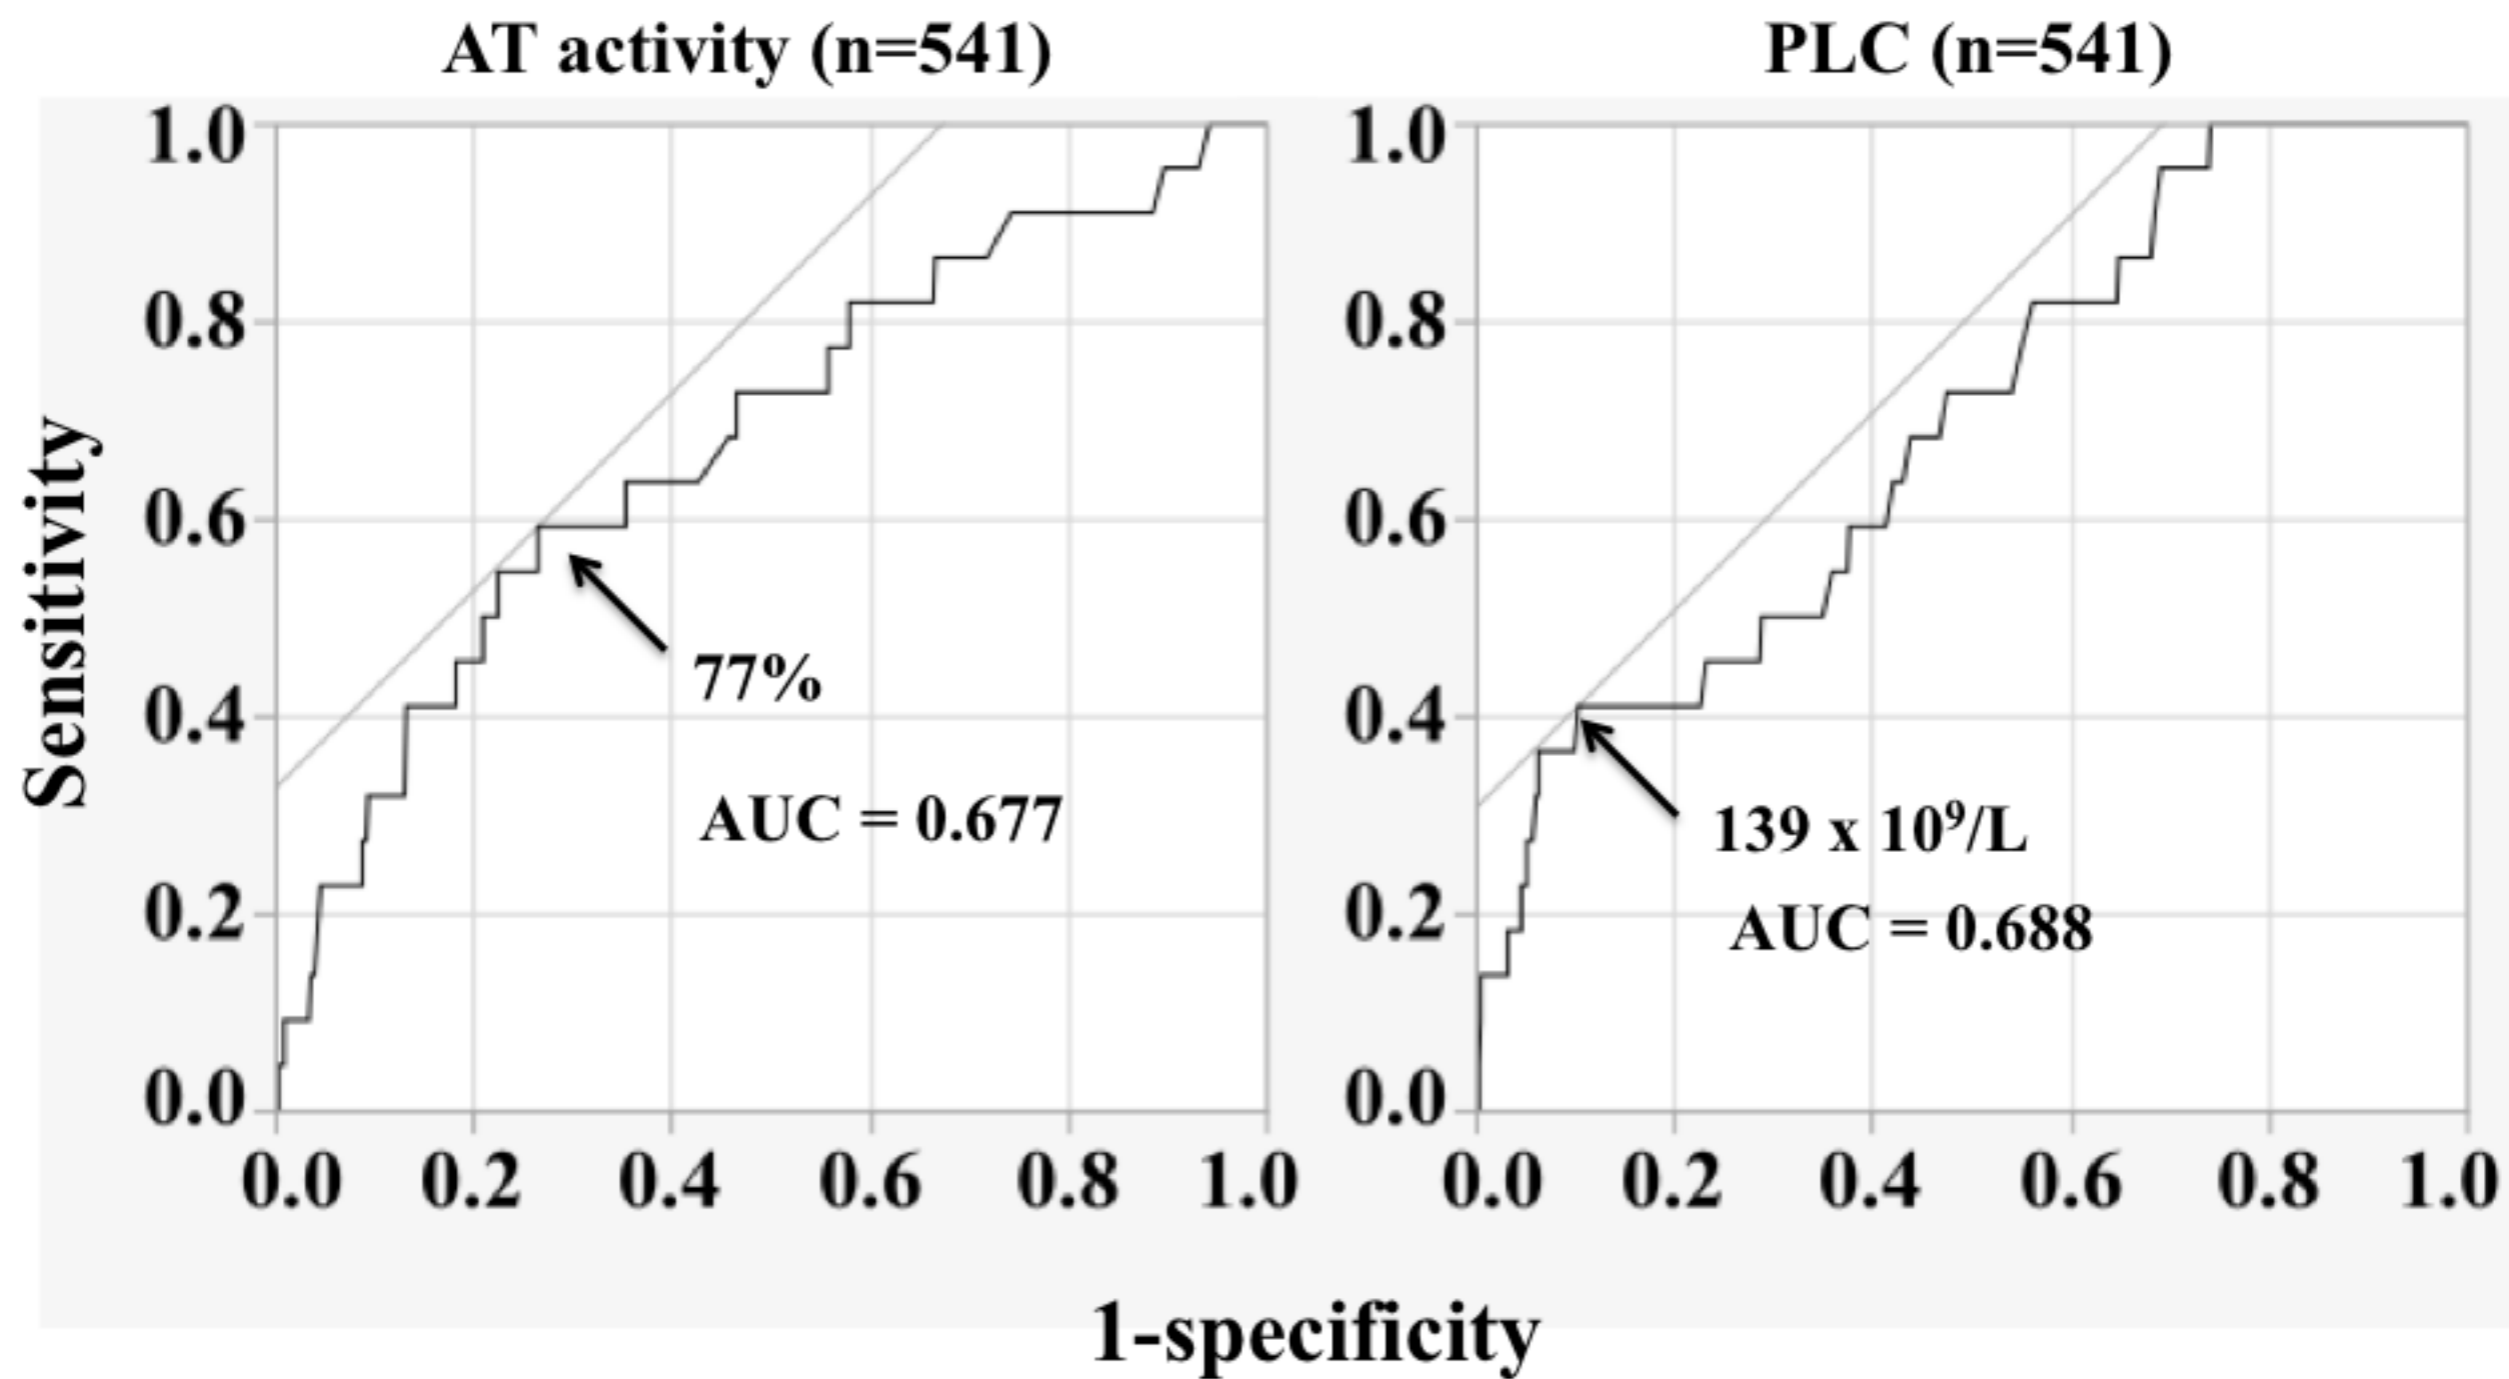 AT activity (n=541)
PLC (n=541)
Sensitivity
1.0
0.8
0.6
0.4
0.2
0.0
0.0 0.2 0.4 0.6 0.8 1.0
77%
AUC = 0.677
1.0
0.8
0.6
0.4
0.2
0.0
0.0 0.2 0.4 0.6 0.8 1.0
139 x 10⁹/L
AUC = 0.688
1-specificity